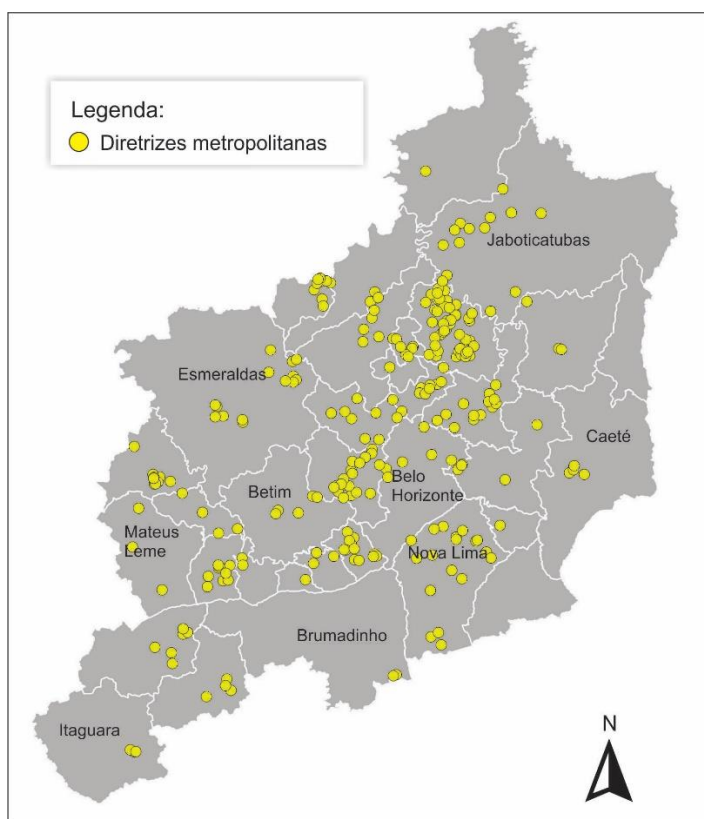 Legenda:
Diretrizes metropolitanas
Jaboticatubas
Esmeraldas
Caeté
Betim
Belo
Horizonte
Mateus
Leme
Nova Lima
Brumadinho
Itaguara
N